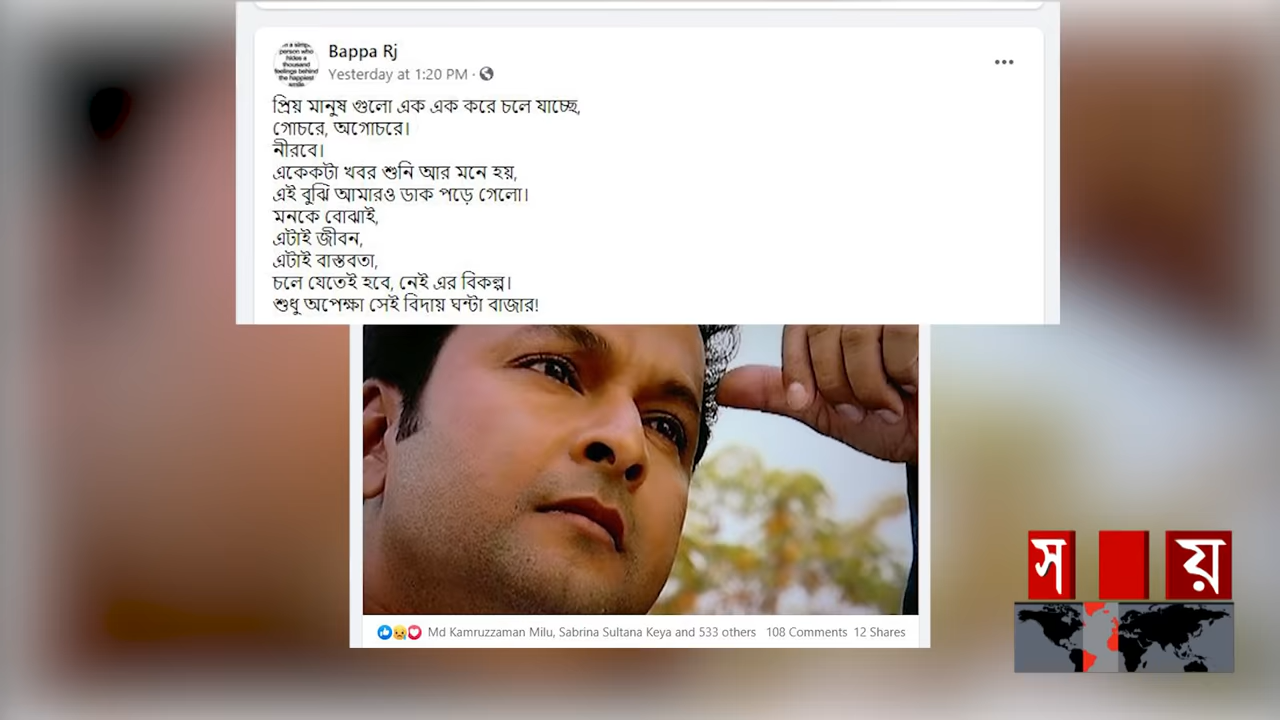 Bappa Rj
Yesterday at 1:20 PM ·
প্রিয় মানুষ গুলো এক এক করে চলে যাচ্ছে,
গোচরে, অগোচরে।
নীরবে।
একেকটা খবর শুনি আর মনে হয়,
এই বুঝি আমারও ডাক পড়ে গেলো।
মনকে বোঝাই,
এটাই জীবন,
এটাই বাস্তবতা,
চলে যেতেই হবে, নেই এর বিকল্প।
শুধু অপেক্ষা সেই বিদায় ঘন্টা বাজার!
Md Kamruzzaman Milu, Sabrina Sultana Keya and 533 others 108 Comments 12 Shares
স য়